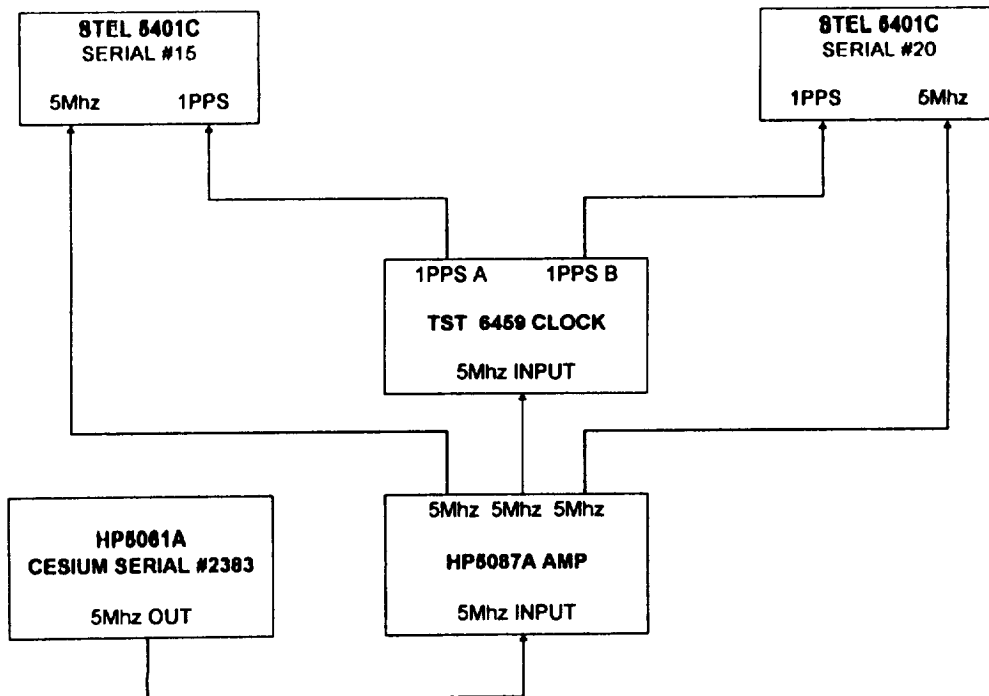 STEL 5401C
SERIAL #15
5Mhz 1PPS
STEL 5401C
SERIAL #20
1PPS 5Mhz
1PPS A 1PPS B
TST 6459 CLOCK
5Mhz INPUT
HP5061A
CESIUM SERIAL #2383
5Mhz OUT
5Mhz 5Mhz 5Mhz
HP5087A AMP
5Mhz INPUT